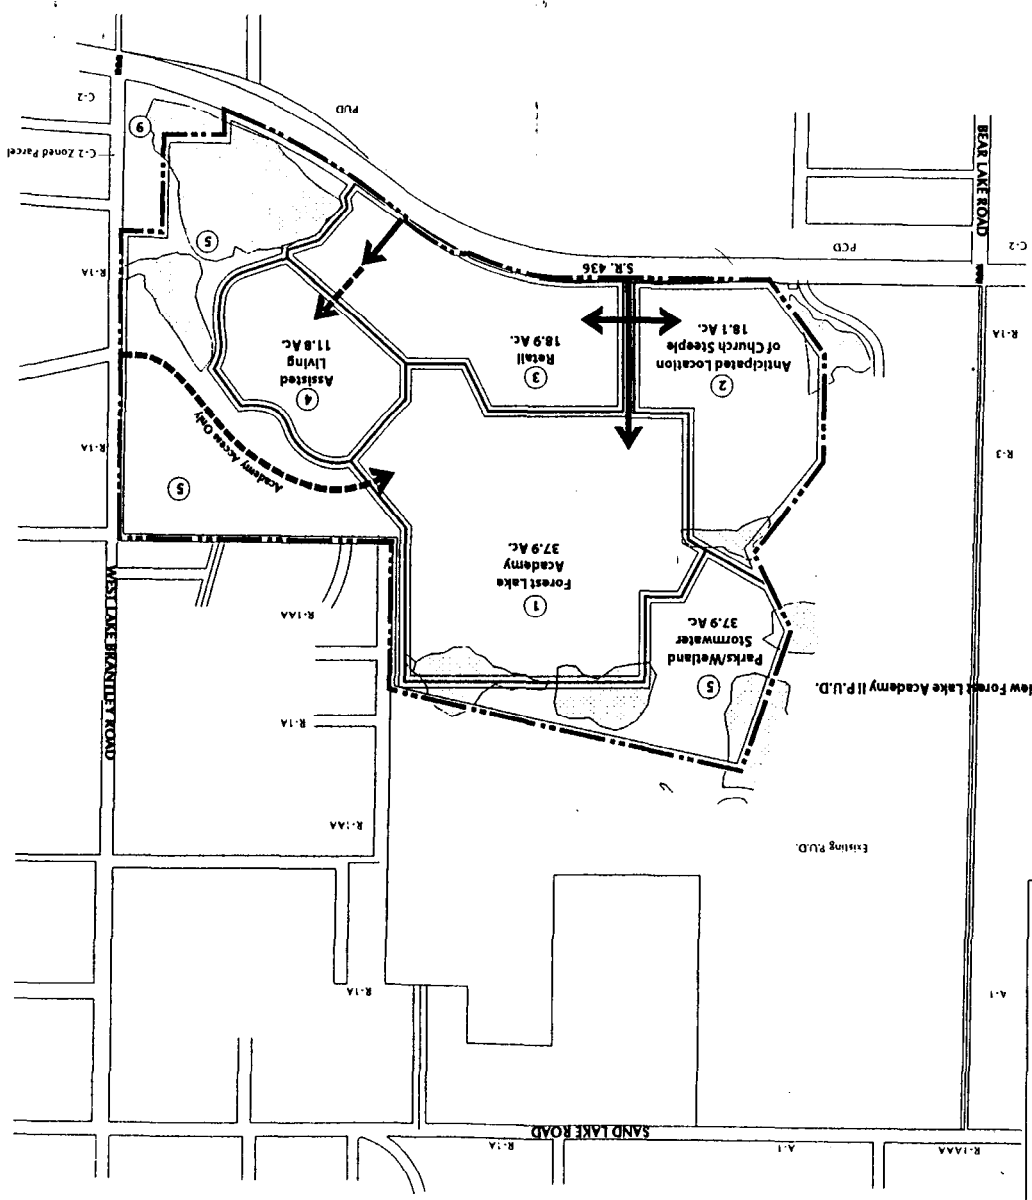 R-1AAA
A-1
SAND LAKE ROAD
R-1A
A-1
R-1A
Existing P.U.D.
R-1AA
New Forest Lake Academy II P.U.D.
R-1A
WEST LAKE BRANTLEY ROAD
5
Parks/Wetland
Stormwater
37.9 Ac.
1
Forest Lake
Academy
37.9 Ac.
R-1AA
5
Academy Access Only
R-3
R-1A
2
Anticipated Location
of Church Steeple
18.1 Ac.
3
Retail
18.9 Ac.
4
Assisted
Living
11.8 Ac.
R-1A
S.R. 436
R-1A
5
C-2
PCD
BEAR LAKE ROAD
C-2 Zoned Parcel
6
PUD
C-2